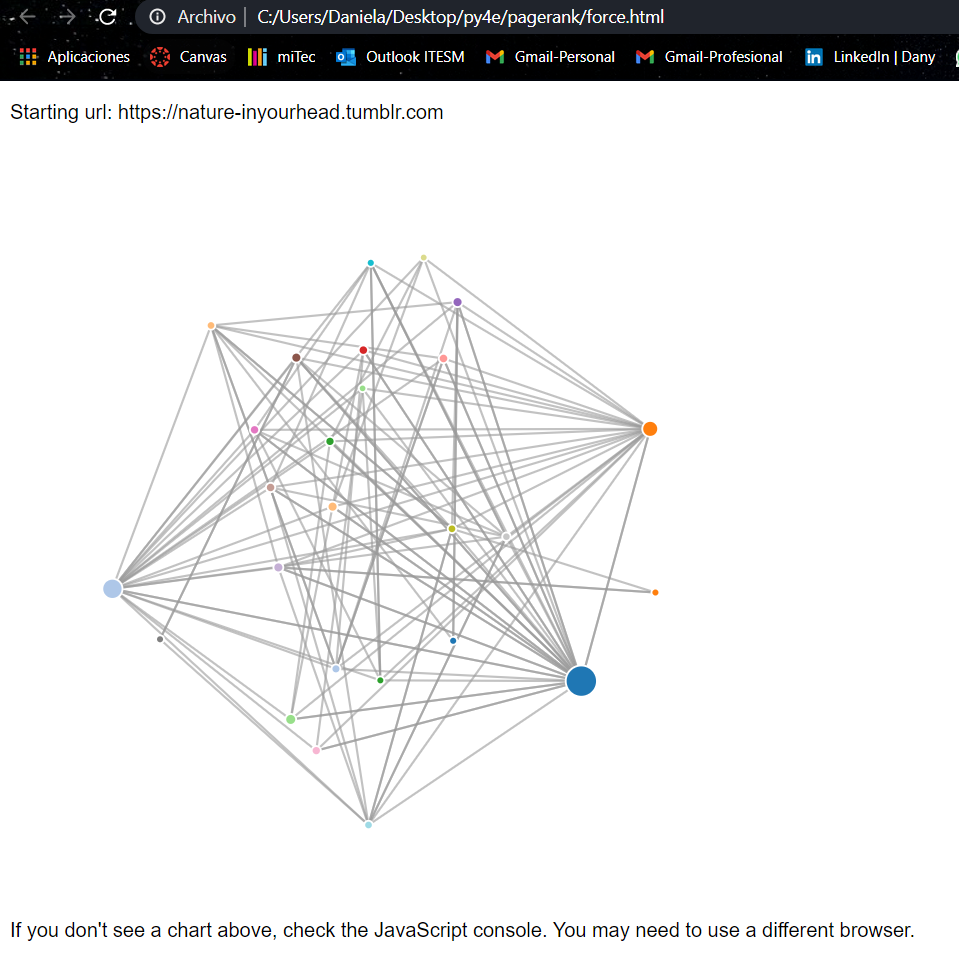 Archivo | C:/Users/Daniela/Desktop/py4e/pagerank/force.html
Aplicaciones Canvas miTec Outlook ITESM Gmail-Personal Gmail-Profesional LinkedIn | Dany
Starting url: https://nature-inyourhead.tumblr.com
If you don't see a chart above, check the JavaScript console. You may need to use a different browser.